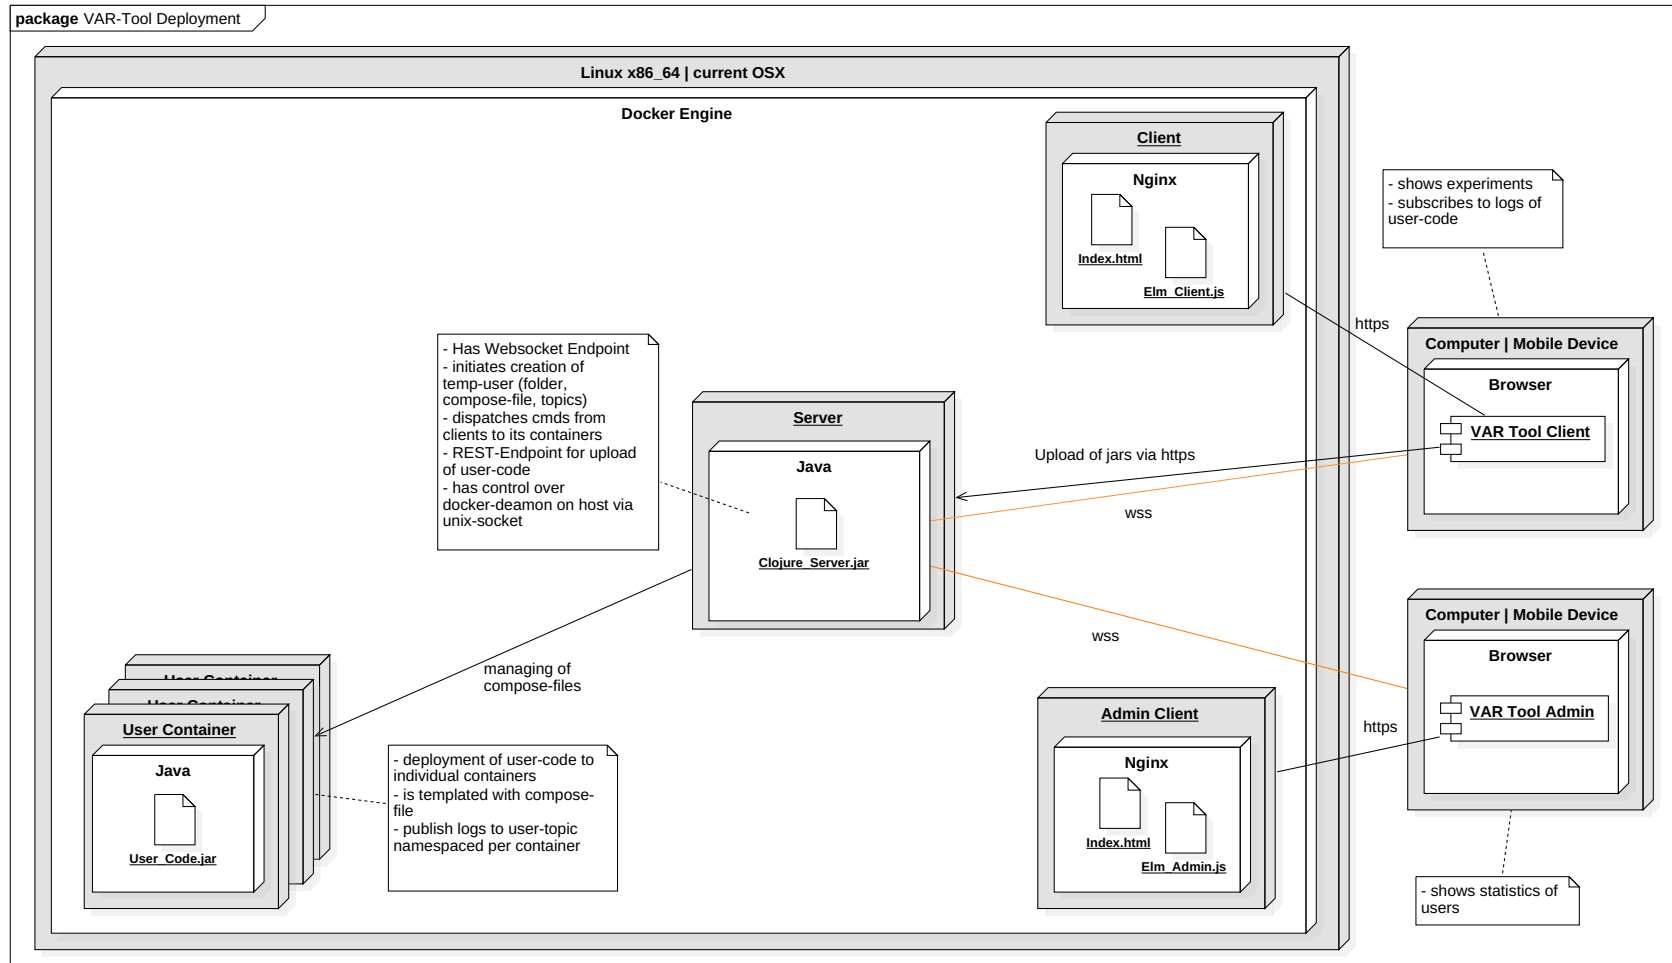 package VAR-Tool Deployment
Linux x86_64 | current OSX
Docker Engine
Client
Nginx
Index.html
Elm_Client.js
- shows experiments
- subscribes to logs of
user-code
https
Computer | Mobile Device
Browser
VAR Tool Client
- Has Websocket Endpoint
- initiates creation of
temp-user (folder,
compose-file, topics)
- dispatches cmds from
clients to its containers
- REST-Endpoint for upload
of user-code
- has control over
docker-deamon on host via
unix-socket
Server
Java
Clojure_Server.jar
Upload of jars via https
wss
wss
Computer | Mobile Device
Browser
VAR Tool Admin
https
managing of
compose-files
User Container
User Container
User Container
Java
User_Code.jar
- deployment of user-code to
individual containers
- is templated with compose-
file
- publish logs to user-topic
namespaced per container
Admin Client
Nginx
Index.html
Elm_Admin.js
- shows statistics of
users